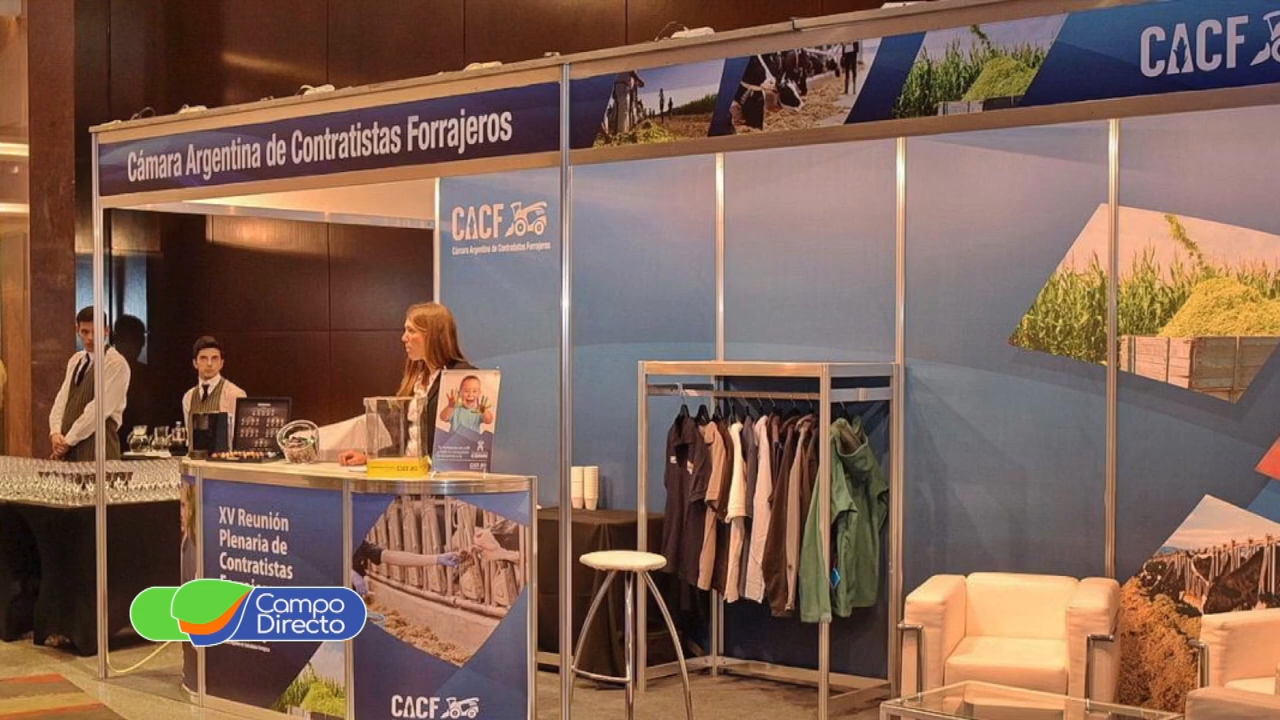 Cámara Argentina de Contratistas Forrajeros
CACF
CACF
Cámara Argentina de Contratistas Forrajeros
XV Reunión
Plenaria de
Contratistas
Campo
Directo
CACF